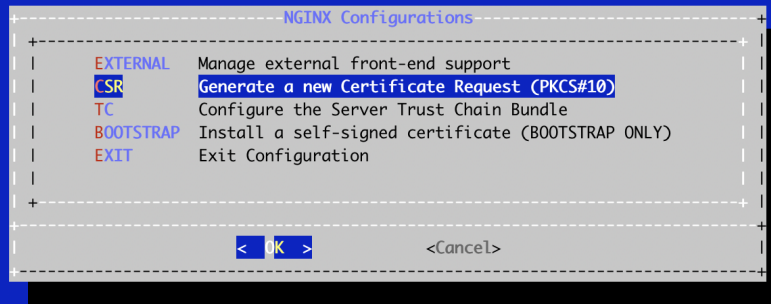 NGINX Configurations
EXTERNAL Manage external front-end support
CSR Generate a new Certificate Request (PKCS#10)
TC Configure the Server Trust Chain Bundle
BOOTSTRAP Install a self-signed certificate (BOOTSTRAP ONLY)
EXIT Exit Configuration
< OK > <Cancel>